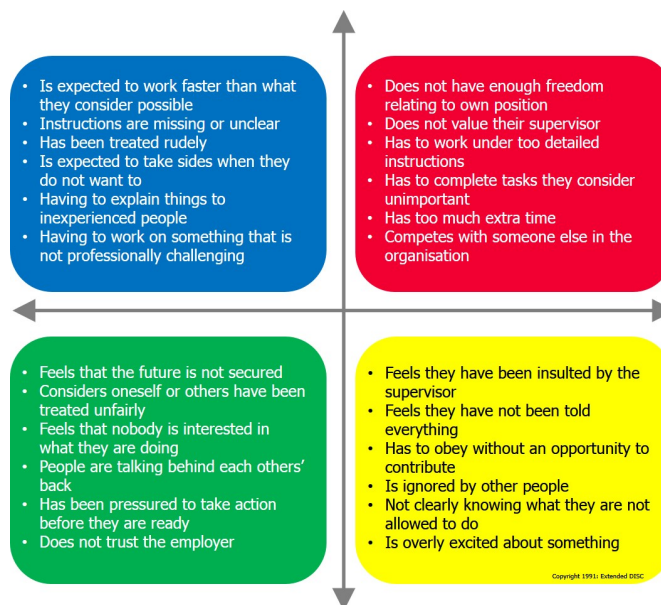 • Is expected to work faster than what
they consider possible
• Instructions are missing or unclear
• Has been treated rudely
• Is expected to take sides when they
do not want to
• Having to explain things to
inexperienced people
• Having to work on something that is
not professionally challenging
• Does not have enough freedom
relating to own position
• Does not value their supervisor
• Has to work under too detailed
instructions
• Has to complete tasks they consider
unimportant
• Has too much extra time
• Competes with someone else in the
organisation
• Feels that the future is not secured
• Considers oneself or others have been
treated unfairly
• Feels that nobody is interested in
what they are doing
• People are talking behind each others’
back
• Has been pressured to take action
before they are ready
• Does not trust the employer
• Feels they have been insulted by the
supervisor
• Feels they have not been told
everything
• Has to obey without an opportunity to
contribute
• Is ignored by other people
• Not clearly knowing what they are not
allowed to do
• Is overly excited about something
Copyright 1991: Extended DISC